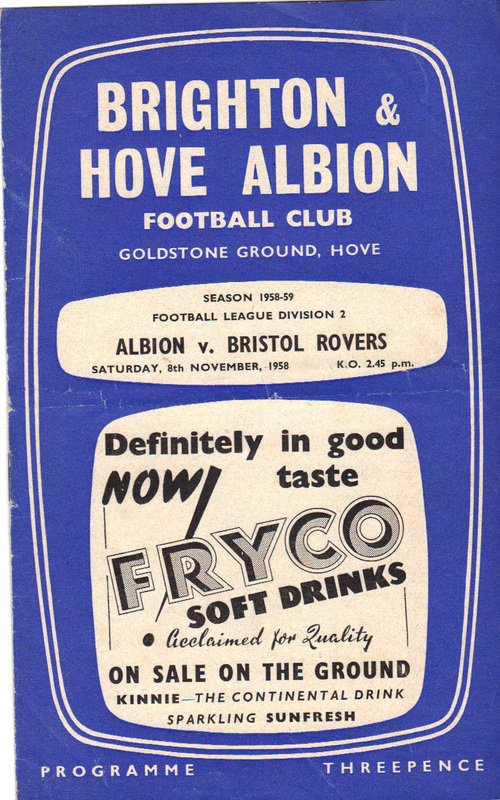 BRIGHTON &
HOVE ALBION
FOOTBALL CLUB
GOLDSTONE GROUND, HOVE
SEASON 1958-59
FOOTBALL LEAGUE DIVISION 2
ALBION v. BRISTOL ROVERS
SATURDAY, 8th NOVEMBER, 1958 K.O. 2.45 p.m.
Definitely in good
NOW! taste
FRYCO
SOFT DRINKS
• Acclaimed for Quality
ON SALE ON THE GROUND
KINNIE—THE CONTINENTAL DRINK
SPARKLING SUNFRESH
PROGRAMME THREEPENCE